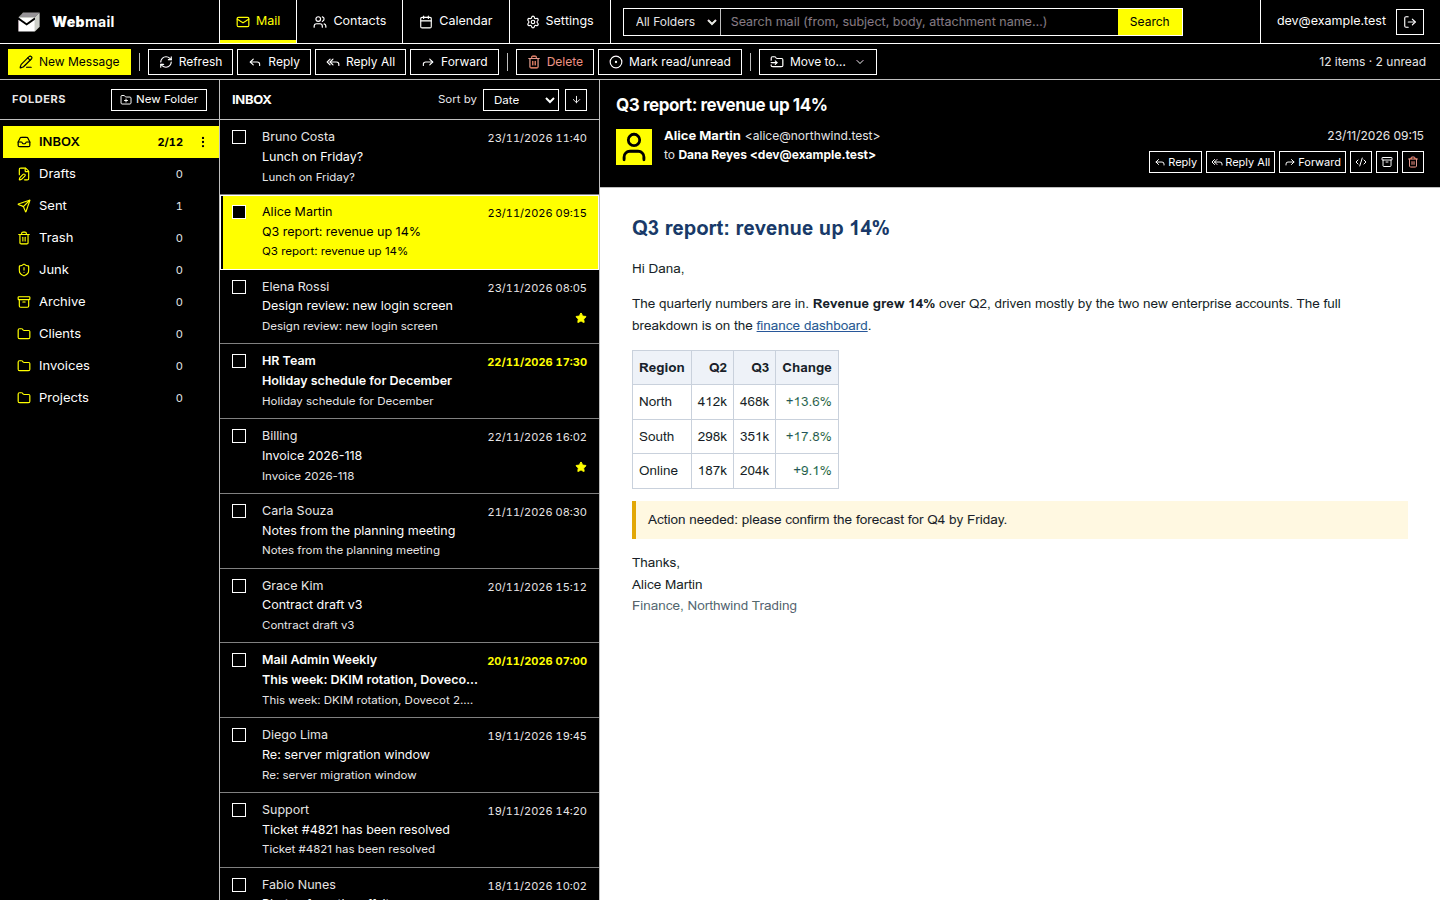 Webmail
Mail
Contacts
Calendar
Settings
All Folders
Search mail (from, subject, body, attachment name...)
Search
dev@example.test
New Message
Refresh
Reply
Reply All
Forward
Delete
Mark read/unread
Move to...
12 items · 2 unread
FOLDERS
New Folder
INBOX 2/12
Drafts 0
Sent 1
Trash 0
Junk 0
Archive 0
Clients 0
Invoices 0
Projects 0
INBOX
Sort by
Date
Bruno Costa 23/11/2026 11:40
Lunch on Friday?
Lunch on Friday?
Alice Martin 23/11/2026 09:15
Q3 report: revenue up 14%
Q3 report: revenue up 14%
Elena Rossi 23/11/2026 08:05
Design review: new login screen
Design review: new login screen
HR Team 22/11/2026 17:30
Holiday schedule for December
Holiday schedule for December
Billing 22/11/2026 16:02
Invoice 2026-118
Invoice 2026-118
Carla Souza 21/11/2026 08:30
Notes from the planning meeting
Notes from the planning meeting
Grace Kim 20/11/2026 15:12
Contract draft v3
Contract draft v3
Mail Admin Weekly 20/11/2026 07:00
This week: DKIM rotation, Doveco...
This week: DKIM rotation, Dovecot 2....
Diego Lima 19/11/2026 19:45
Re: server migration window
Re: server migration window
Support 19/11/2026 14:20
Ticket #4821 has been resolved
Ticket #4821 has been resolved
Fabio Nunes 18/11/2026 10:02
Q3 report: revenue up 14%
Alice Martin <alice@northwind.test> 23/11/2026 09:15
to Dana Reyes <dev@example.test>
Reply
Reply All
Forward
Q3 report: revenue up 14%
Hi Dana,
The quarterly numbers are in. Revenue grew 14% over Q2, driven mostly by the two new enterprise accounts. The full
breakdown is on the finance dashboard.
Region Q2 Q3 Change
North 412k 468k +13.6%
South 298k 351k +17.8%
Online 187k 204k +9.1%
Action needed: please confirm the forecast for Q4 by Friday.
Thanks,
Alice Martin
Finance, Northwind Trading